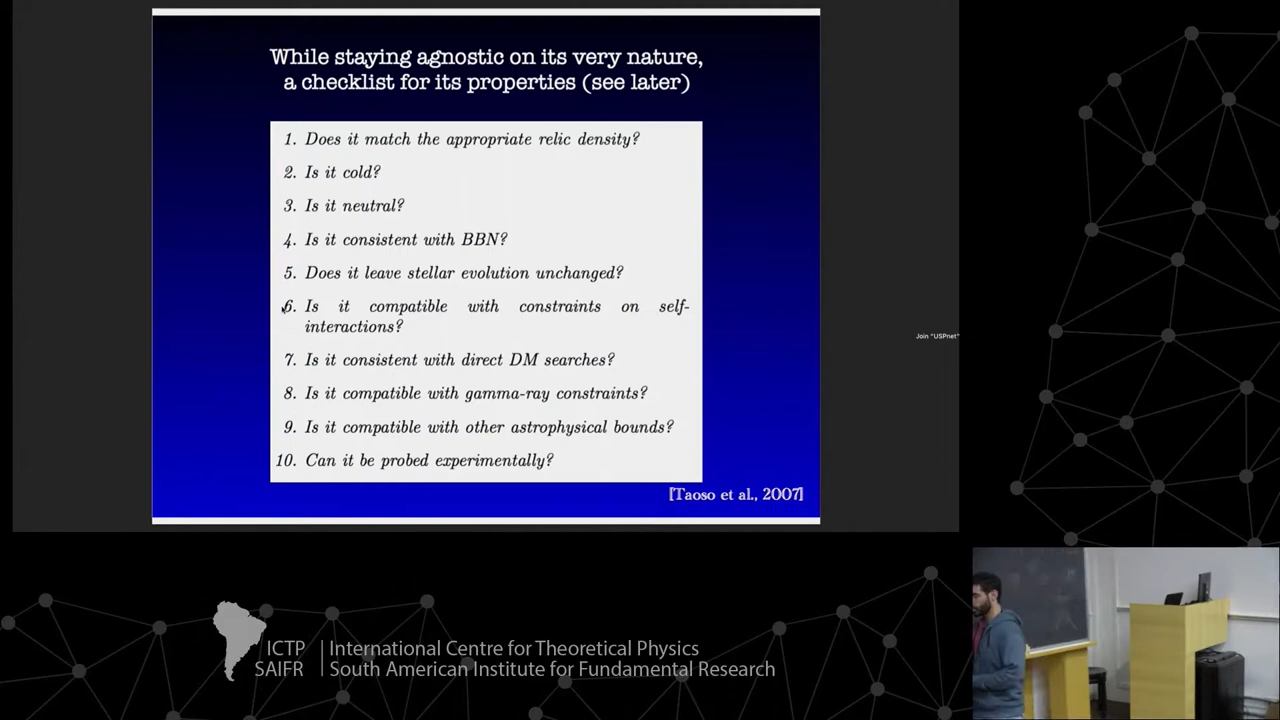 While staying agnostic on its very nature,
a checklist for its properties (see later)
1. Does it match the appropriate relic density?
2. Is it cold?
3. Is it neutral?
4. Is it consistent with BBN?
5. Does it leave stellar evolution unchanged?
6. Is it compatible with constraints on self-
interactions?
7. Is it consistent with direct DM searches?
8. Is it compatible with gamma-ray constraints?
9. Is it compatible with other astrophysical bounds?
10. Can it be probed experimentally?
[Taoso et al., 2007]
Join "USPnet"
ICTP
SAIFR
International Centre for Theoretical Physics
South American Institute for Fundamental Research